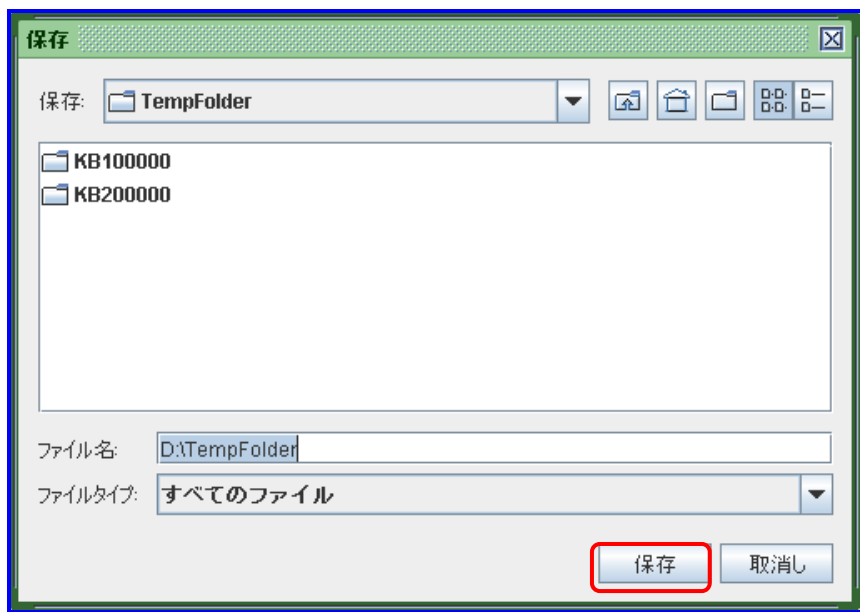 保存
保存: TempFolder
KB100000
KB200000
ファイル名: D:\TempFolder
ファイルタイプ: すべてのファイル
保存 取消し